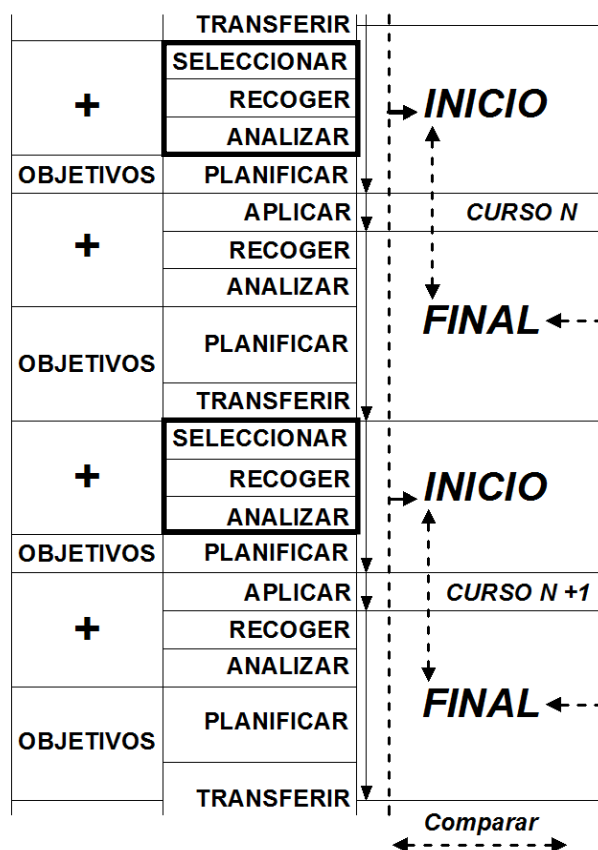 TRANSFERIR
SELECCIONAR
+ RECOGER INICIO
ANALIZAR
OBJETIVOS PLANIFICAR
APLICAR CURSO N
+ RECOGER
ANALIZAR
FINAL
PLANIFICAR
OBJETIVOS
TRANSFERIR
SELECCIONAR
+ RECOGER INICIO
ANALIZAR
OBJETIVOS PLANIFICAR
APLICAR CURSO N +1
+ RECOGER
ANALIZAR
FINAL
PLANIFICAR
OBJETIVOS
TRANSFERIR
Comparar